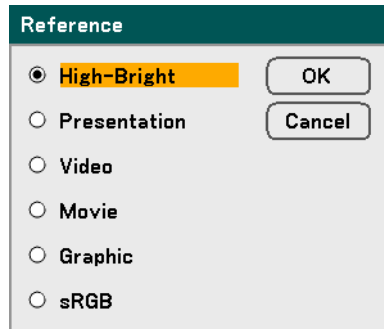 Reference
High-Bright
OK
Presentation
Cancel
Video
Movie
Graphic
sRGB